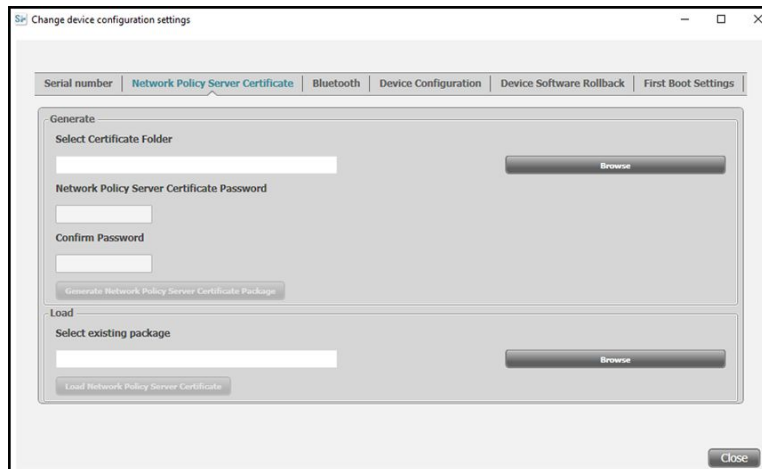 Change device configuration settings
Serial number Network Policy Server Certificate Bluetooth Device Configuration Device Software Rollback First Boot Settings
Generate
Select Certificate Folder
Browse
Network Policy Server Certificate Password
Confirm Password
Generate Network Policy Server Certificate Package
Load
Select existing package
Browse
Load Network Policy Server Certificate
Close